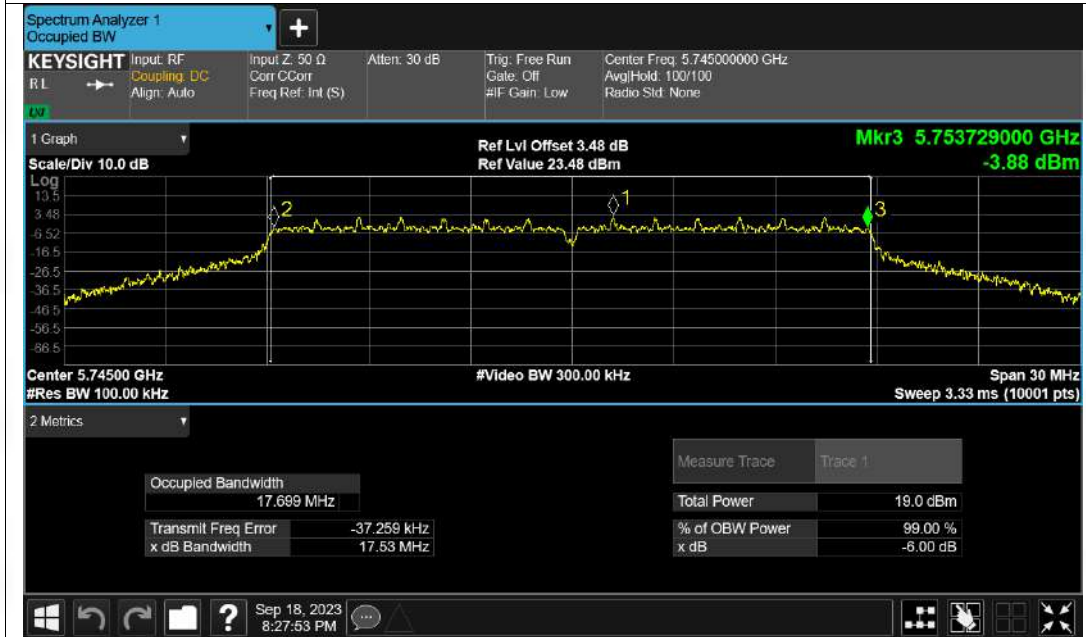 Spectrum Analyzer 1
Occupied BW
KEYSIGHT
R L
LXI
Input: RF
Coupling: DC
Align: Auto
Input Z: 50 Ω
Corr CCorr
Freq Ref: Int (S)
Atten: 30 dB
Trig: Free Run
Gate: Off
#IF Gain: Low
Center Freq: 5.745000000 GHz
Avg|Hold: 100/100
Radio Std: None
1 Graph
Scale/Div 10.0 dB
Ref Lvl Offset 3.48 dB
Ref Value 23.48 dBm
Mkr3 5.753729000 GHz
-3.88 dBm
Log
13.5
3.48
-6.52
-16.5
-26.5
-36.5
-46.5
-56.5
-66.5
2
1
3
Center 5.74500 GHz
#Video BW 300.00 kHz
Span 30 MHz
#Res BW 100.00 kHz
Sweep 3.33 ms (10001 pts)
2 Metrics
Measure Trace Trace 1
Occupied Bandwidth
17.699 MHz
Total Power 19.0 dBm
Transmit Freq Error -37.259 kHz
% of OBW Power 99.00 %
x dB Bandwidth 17.53 MHz
x dB -6.00 dB
?
Sep 18, 2023
8:27:53 PM